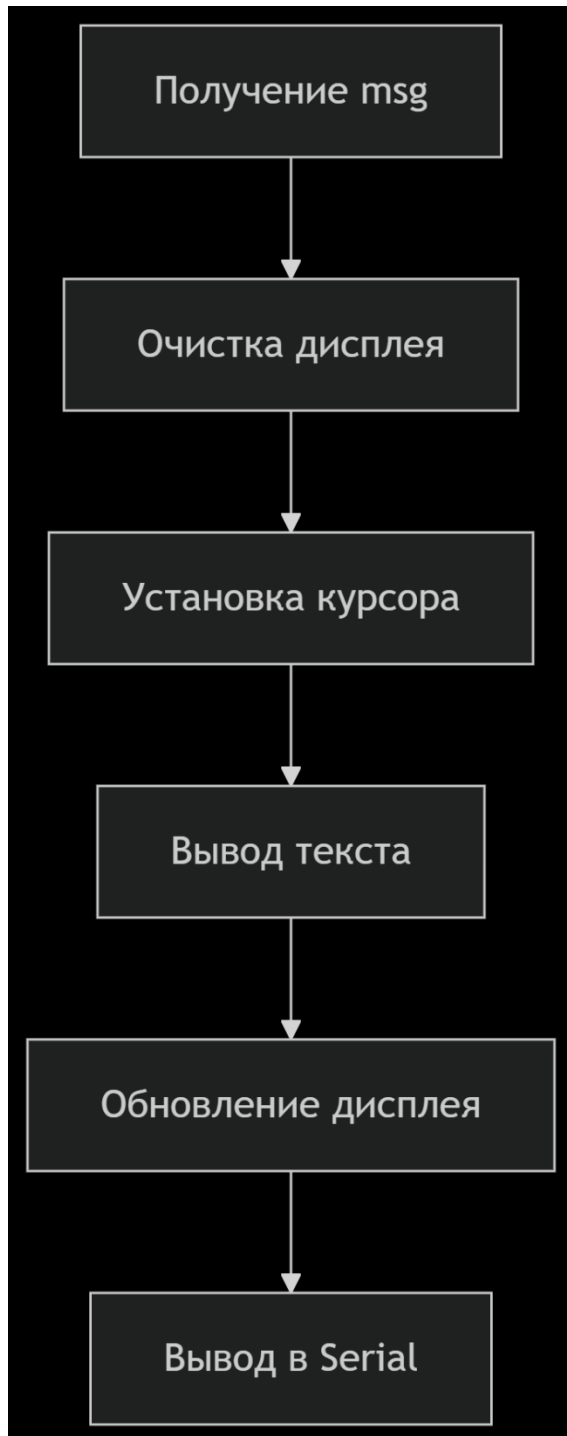 Получение msg
Очистка дисплея
Установка курсора
Вывод текста
Обновление дисплея
Вывод в Serial